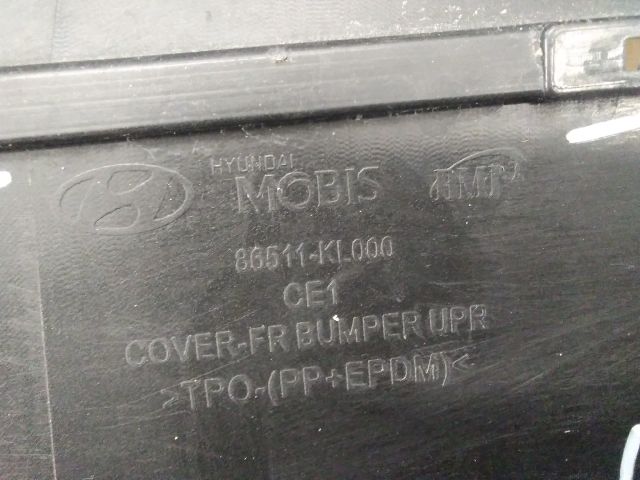 HYUNDAI
MOBIS
86511-KL000
CE1
COVER-FR BUMPER UPR
>TPO-(PP+EPDM)<